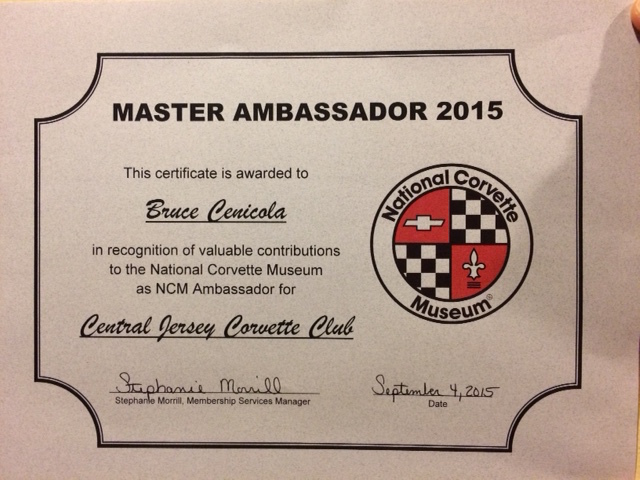 MASTER AMBASSADOR 2015
This certificate is awarded to
Bruce Cenicola
in recognition of valuable contributions
to the National Corvette Museum
as NCM Ambassador for
Central Jersey Corvette Club
National Corvette
Museum®
Stephanie Morrill
Stephanie Morrill, Membership Services Manager
September 4, 2015
Date